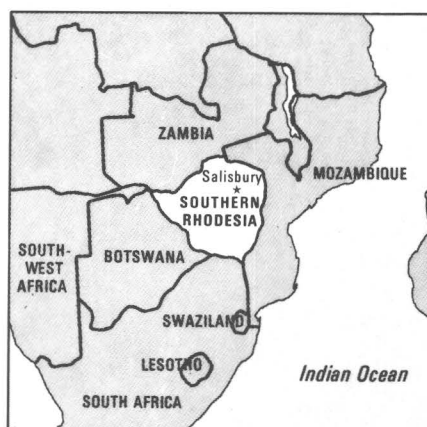 ZAMBIA
Salisbury
SOUTHERN
RHODESIA
MOZAMBIQUE
SOUTH-
WEST
AFRICA
BOTSWANA
SWAZILAND
LESOTHO
SOUTH AFRICA
Indian Ocean